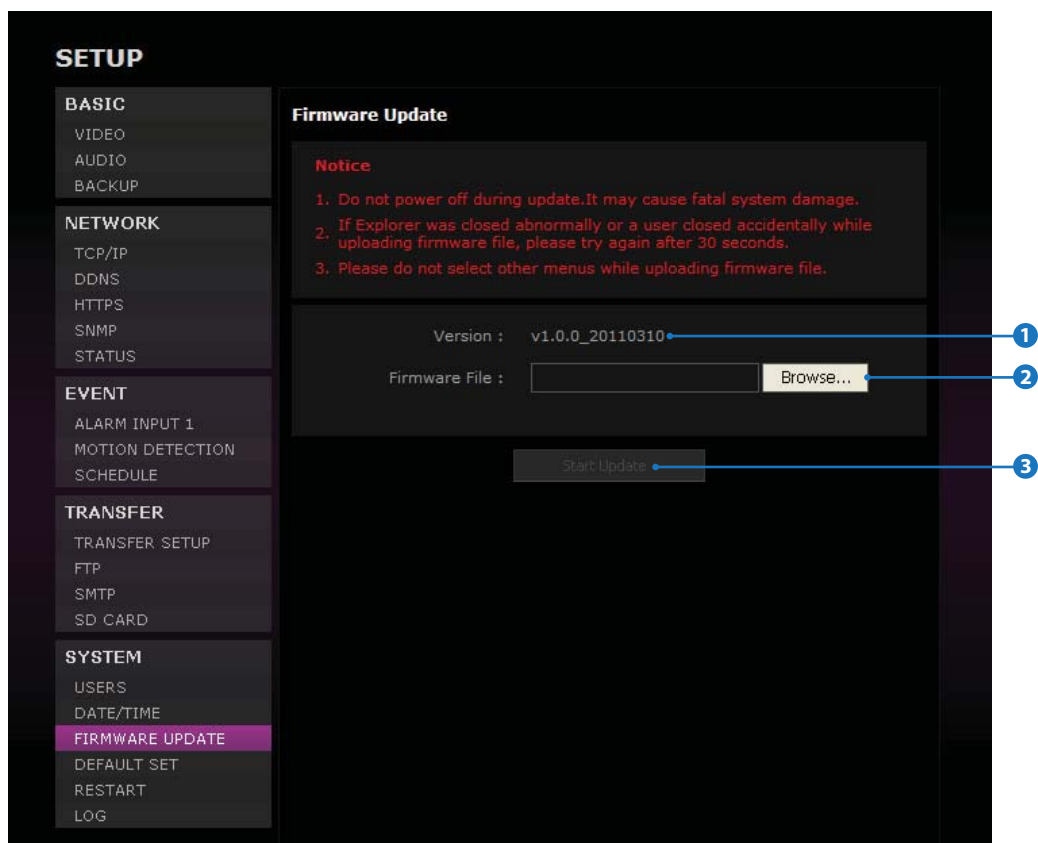 SETUP
BASIC
VIDEO
AUDIO
BACKUP
NETWORK
TCP/IP
DDNS
HTTPS
SNMP
STATUS
EVENT
ALARM INPUT 1
MOTION DETECTION
SCHEDULE
TRANSFER
TRANSFER SETUP
FTP
SMTP
SD CARD
SYSTEM
USERS
DATE/TIME
FIRMWARE UPDATE
DEFAULT SET
RESTART
LOG
Firmware Update
Notice
1. Do not power off during update.It may cause fatal system damage.
2. If Explorer was closed abnormally or a user closed accidentally while
uploading firmware file, please try again after 30 seconds.
3. Please do not select other menus while uploading firmware file.
Version : v1.0.0_20110310 1
Firmware File : Browse... 2
Start Update 3